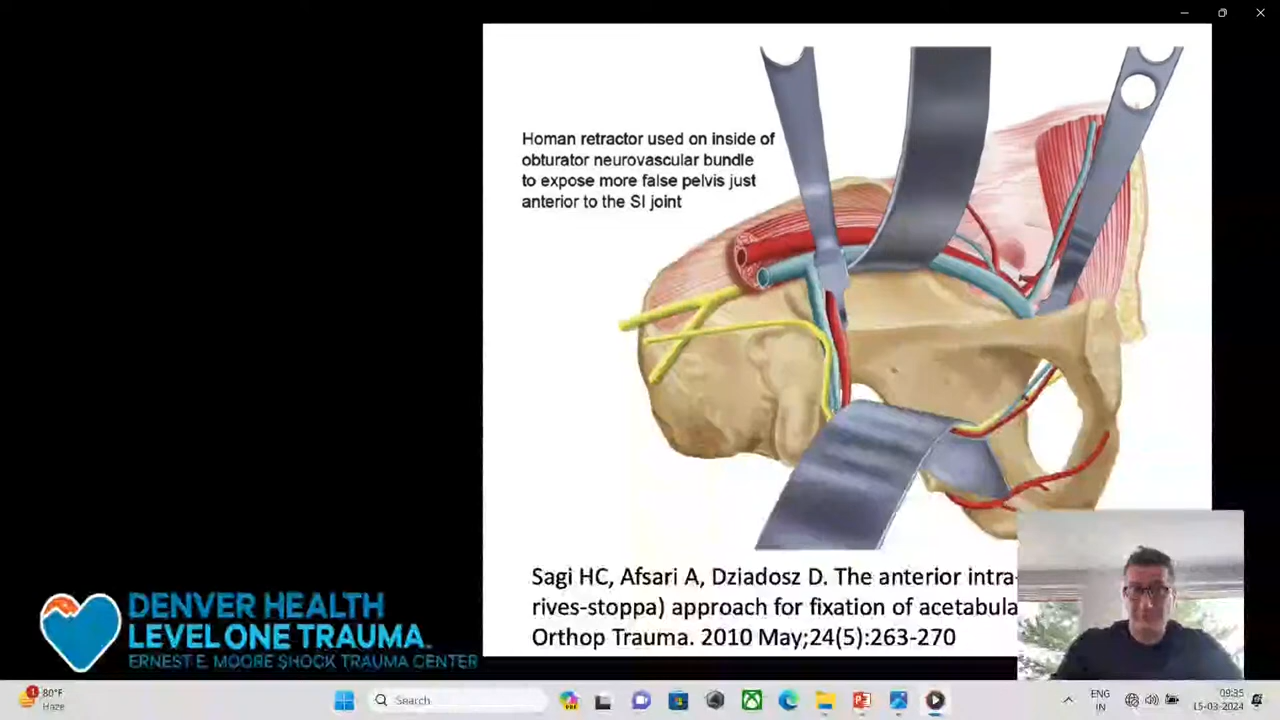 Homan retractor used on inside of
obturator neurovascular bundle
to expose more false pelvis just
anterior to the SI joint
Sagi HC, Afsari A, Dziadosz D. The anterior intra-
rives-stoppa) approach for fixation of acetabula
Orthop Trauma. 2010 May;24(5):263-270
DENVER HEALTH
LEVEL ONE TRAUMA.
ERNEST E. MOORE SHOCK TRAUMA CENTER
1
80°F
Haze
Search
ENG
IN
09:35
15-03-2024